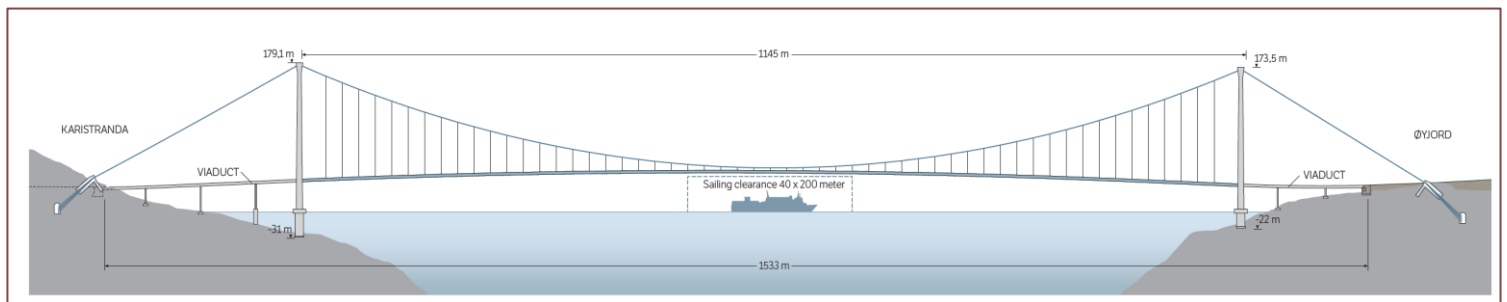 179,1 m
1145 m
173,5 m
KARISTRANDA
ØYJORD
VIADUCT
VIADUCT
Sailing clearance 40 x 200 meter
-31 m
-22 m
1533 m